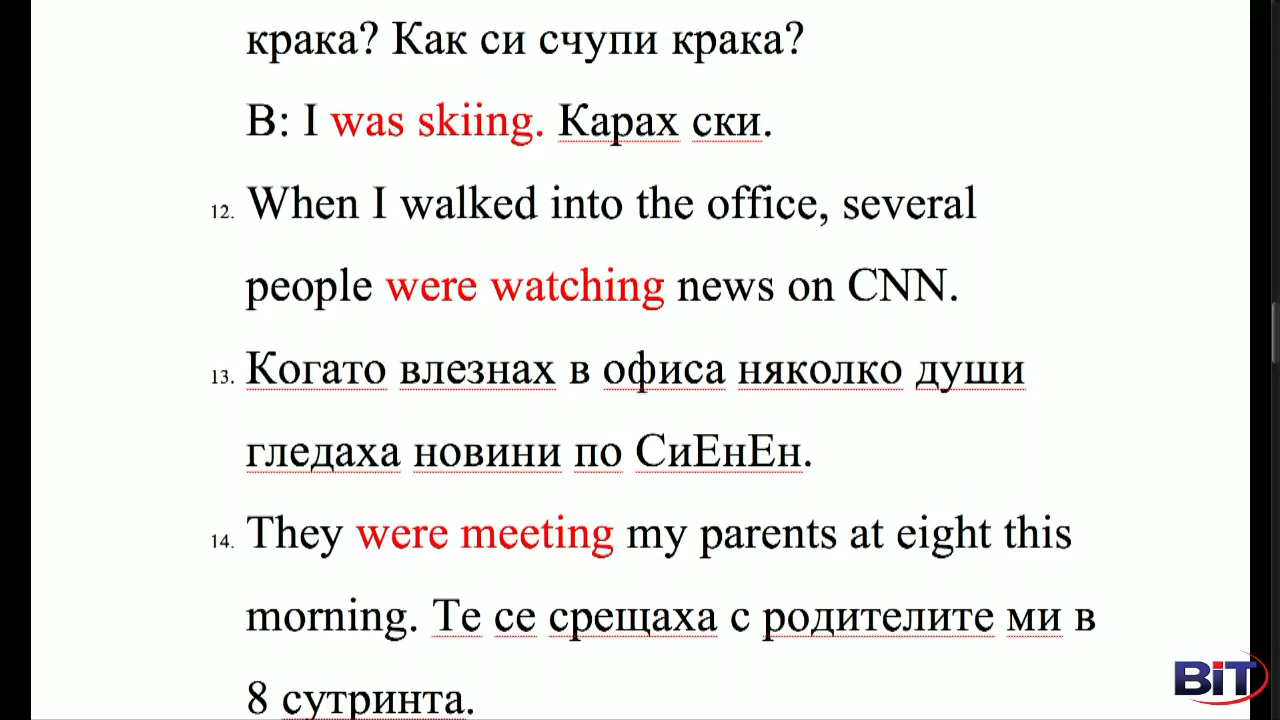 крака? Как си счупи крака?
B: I was skiing. Карах ски.
12. When I walked into the office, several
people were watching news on CNN.
13. Когато влезнах в офиса няколко души
гледаха новини по СиЕнЕн.
14. They were meeting my parents at eight this
morning. Те се срещаха с родителите ми в
8 сутринта.
BiT